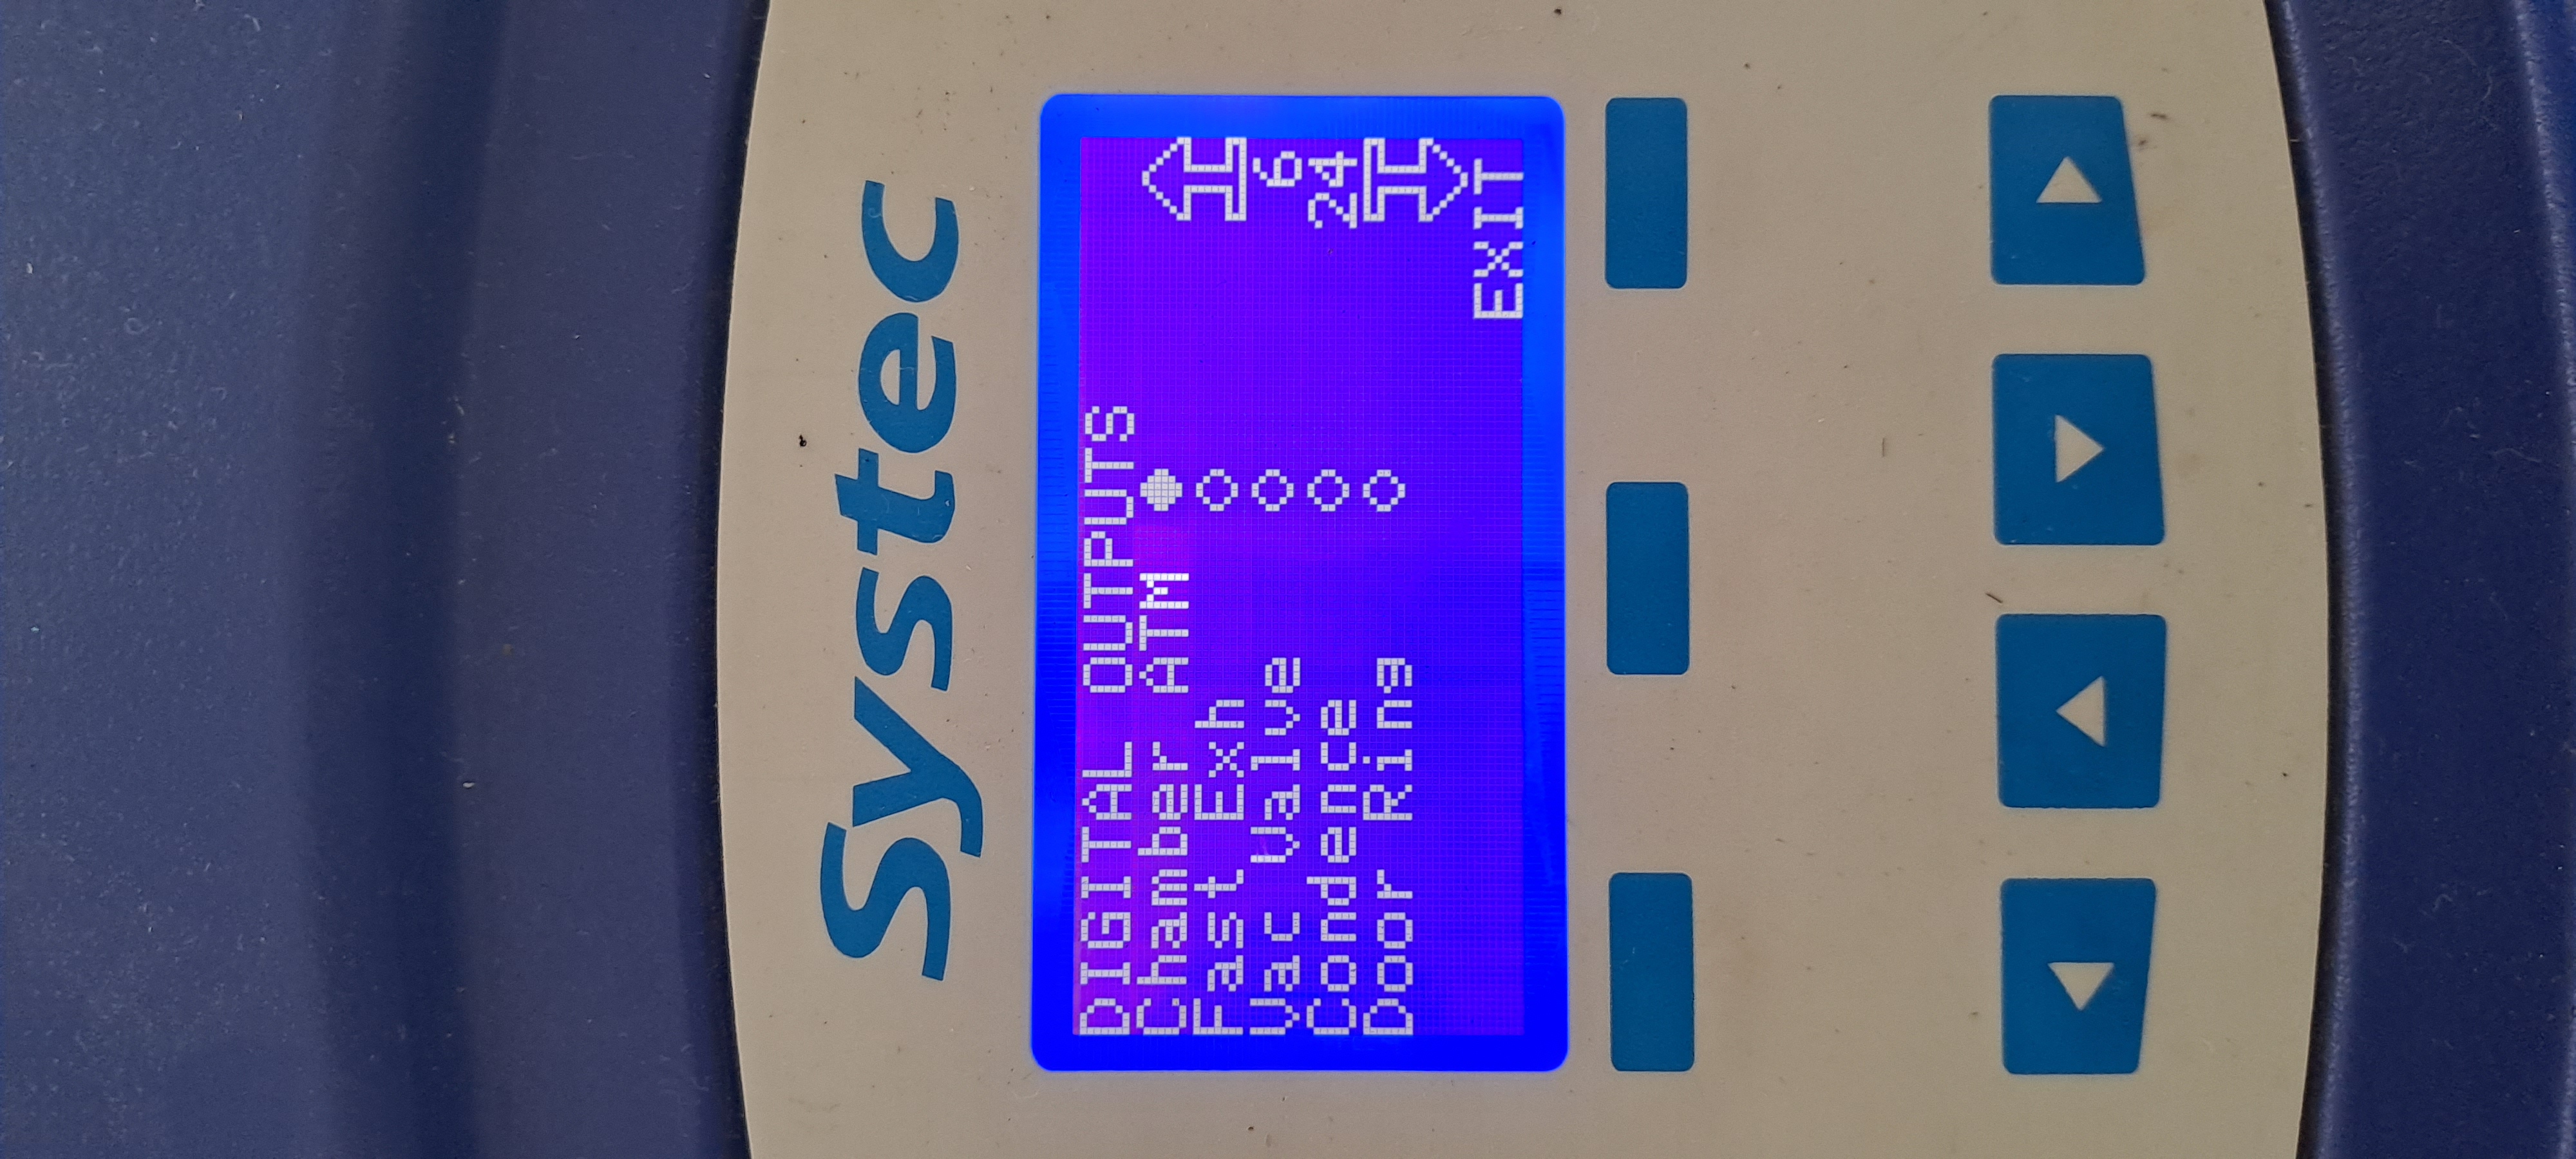 Systec
DIGITAL OUTPUTS
Chamber ATM
Fast Exh
Vac Valve
Condence
Door Ring
6
24
EXIT